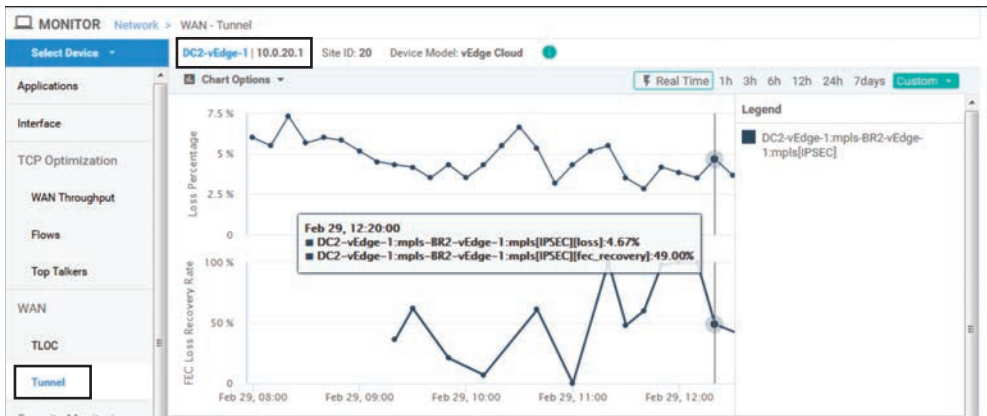 MONITOR Network > WAN - Tunnel
Select Device
DC2-vEdge-1 | 10.0.20.1 Site ID: 20 Device Model: vEdge Cloud
Applications
Interface
TCP Optimization
WAN Throughput
Flows
Top Talkers
WAN
TLOC
Tunnel
Chart Options
Real Time 1h 3h 6h 12h 24h 7days Custom
Loss Percentage
7.5 %
5 %
2.5 %
0
Feb 29, 12:20:00
DC2-vEdge-1:mpls-BR2-vEdge-1:mpls[IPSEC][loss]:4.67%
DC2-vEdge-1:mpls-BR2-vEdge-1:mpls[IPSEC][fec_recovery]:49.00%
FEC Loss Recovery Rate
100 %
50 %
0
Feb 29, 08:00 Feb 29, 09:00 Feb 29, 10:00 Feb 29, 11:00 Feb 29, 12:00
Legend
DC2-vEdge-1:mpls-BR2-vEdge-
1:mpls[IPSEC]